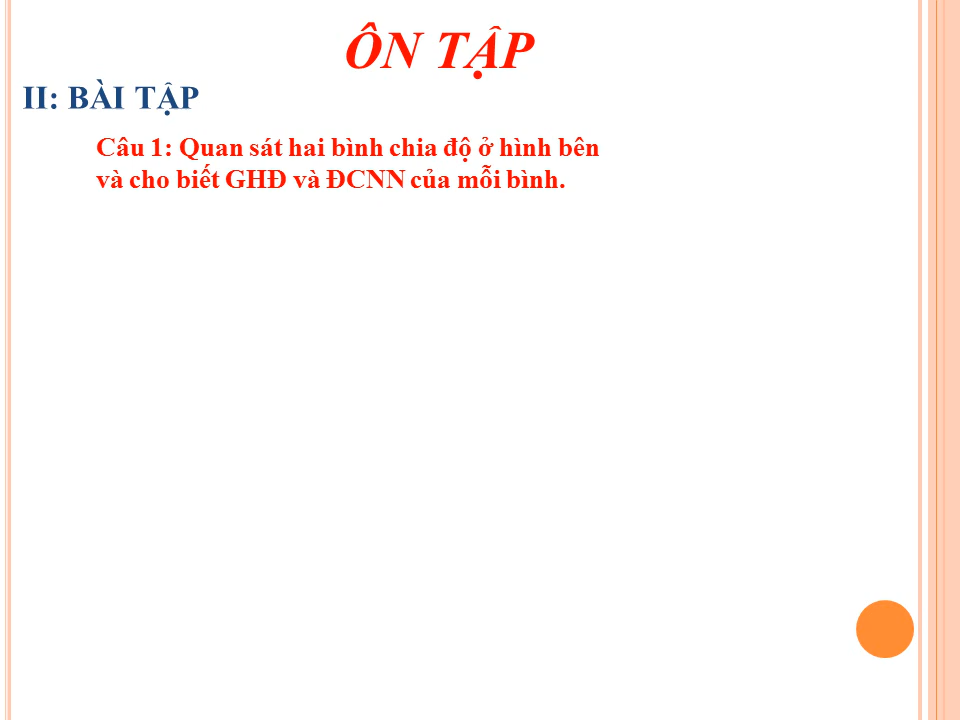 ÔN TẬP
II: BÀI TẬP
Câu 1: Quan sát hai bình chia độ ở hình bên
và cho biết GHĐ và ĐCNN của mỗi bình.